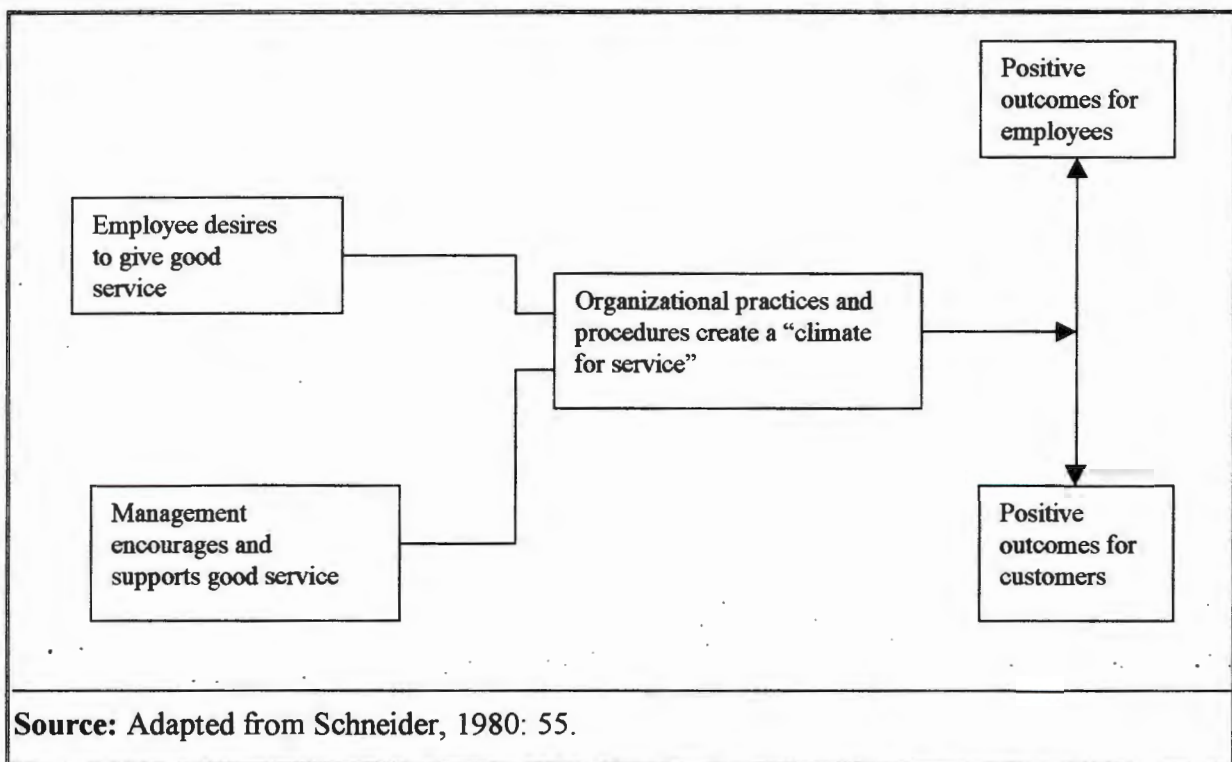 Positive
outcomes for
employees
Employee desires
to give good
service
Organizational practices and
procedures create a “climate
for service”
Management
encourages and
supports good service
Positive
outcomes for
customers
Source: Adapted from Schneider, 1980: 55.